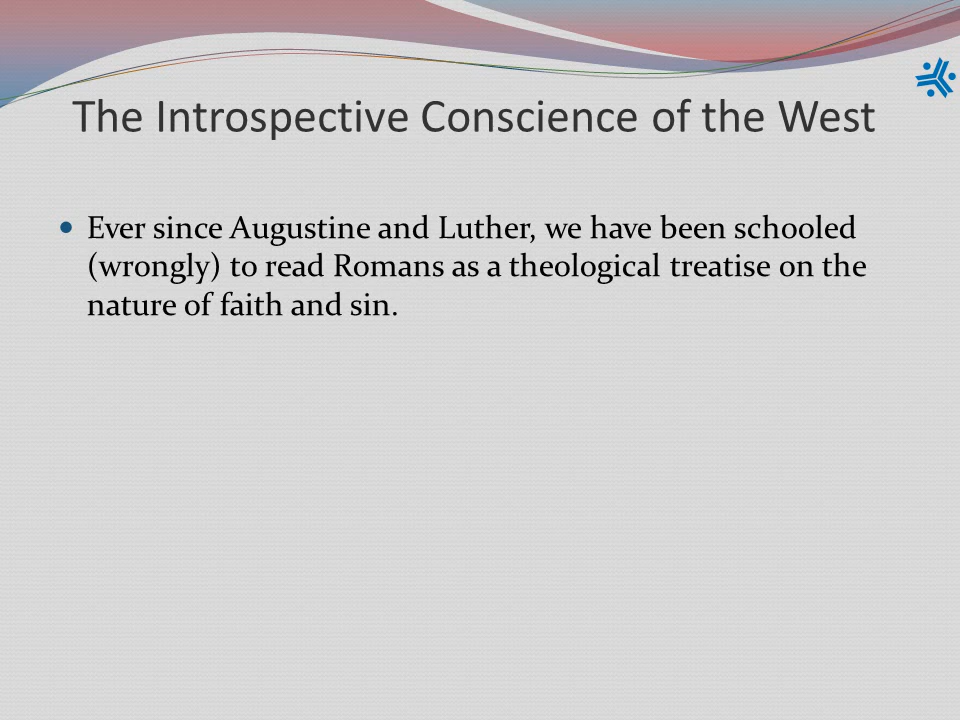 The Introspective Conscience of the West
• Ever since Augustine and Luther, we have been schooled
(wrongly) to read Romans as a theological treatise on the
nature of faith and sin.